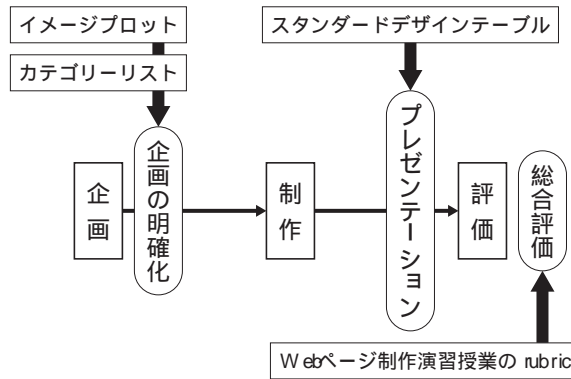 イメージプロット
スタンダードデザインテーブル
カテゴリーリスト
企画
企画の明確化
制作
プレゼンテーション
評価
総合評価
Webページ制作演習授業の rubric